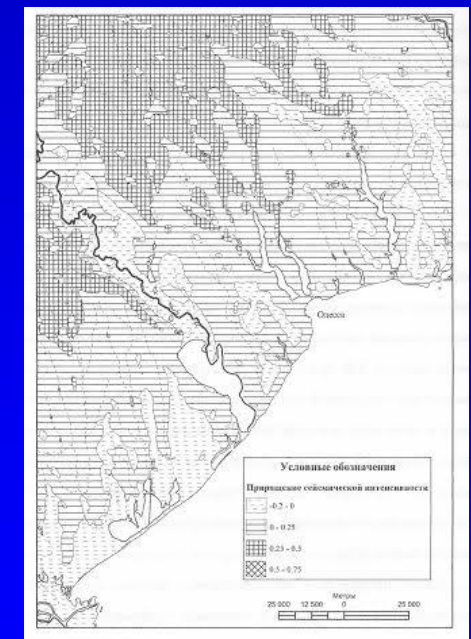 Одесса
Условные обозначения
Приращение сейсмической интенсивности
-0.2 - 0
0 - 0.25
0.25 - 0.5
0.5 - 0.75
Метры
25 000 12 500 0 25 000